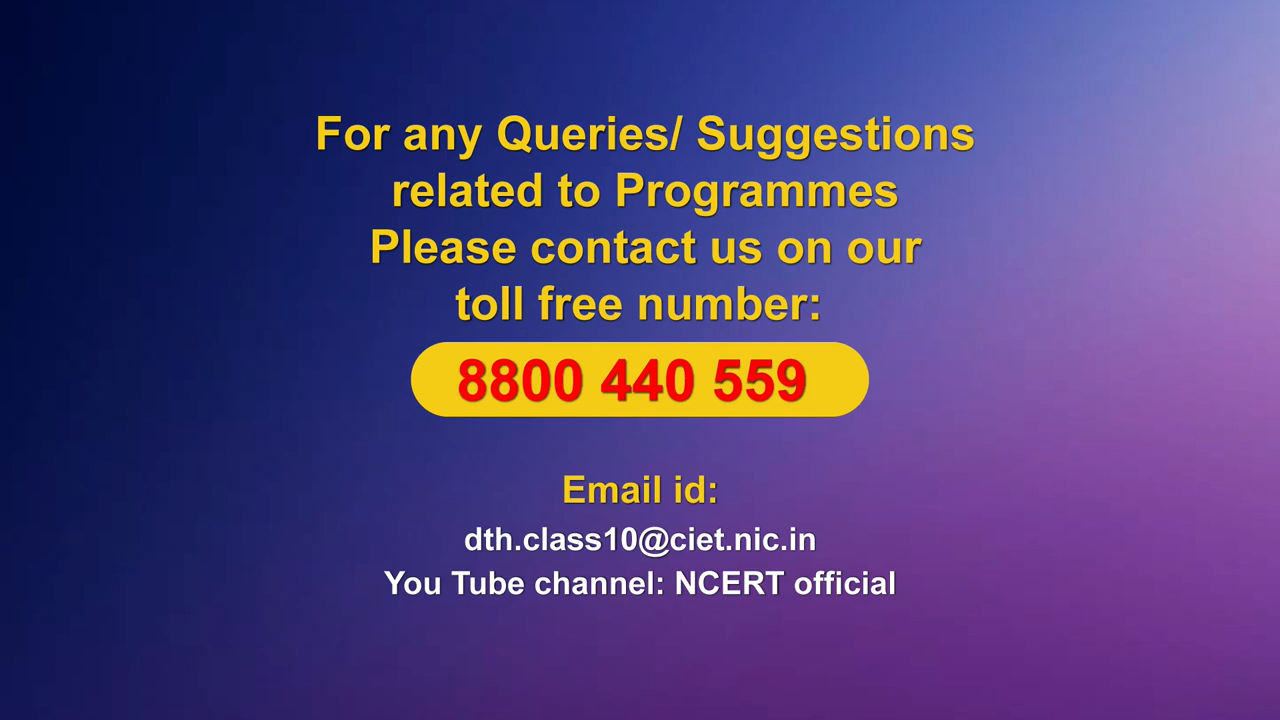 For any Queries/ Suggestions
related to Programmes
Please contact us on our
toll free number:
8800 440 559
Email id:
dth.class10@ciet.nic.in
You Tube channel: NCERT official